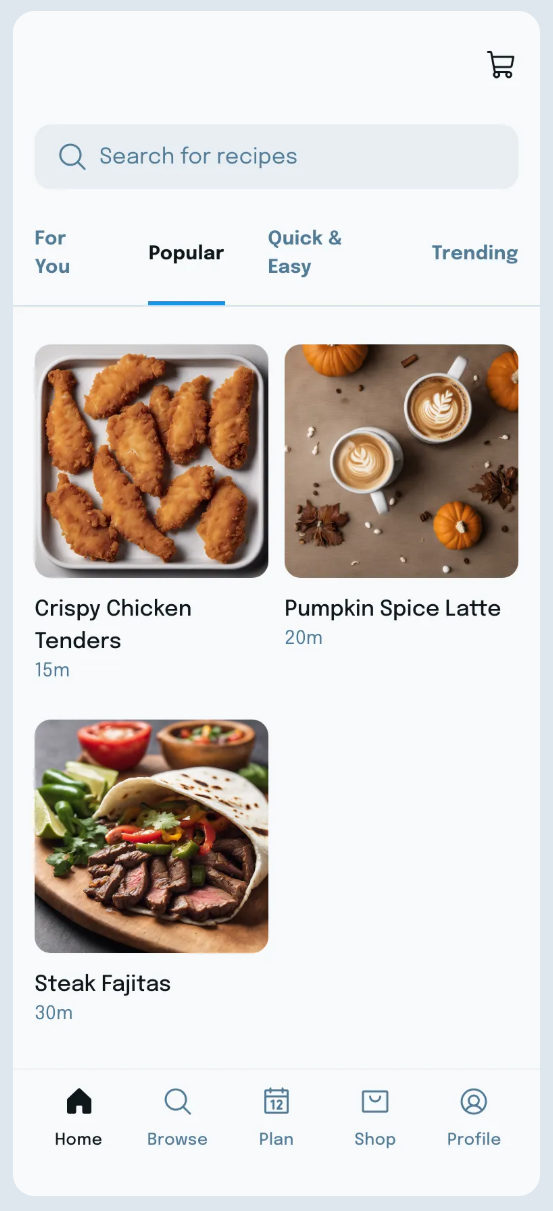 Search for recipes
For
You
Popular
Quick &
Easy
Trending
Crispy Chicken
Tenders
15m
Pumpkin Spice Latte
20m
Steak Fajitas
30m
12
Home
Browse
Plan
Shop
Profile